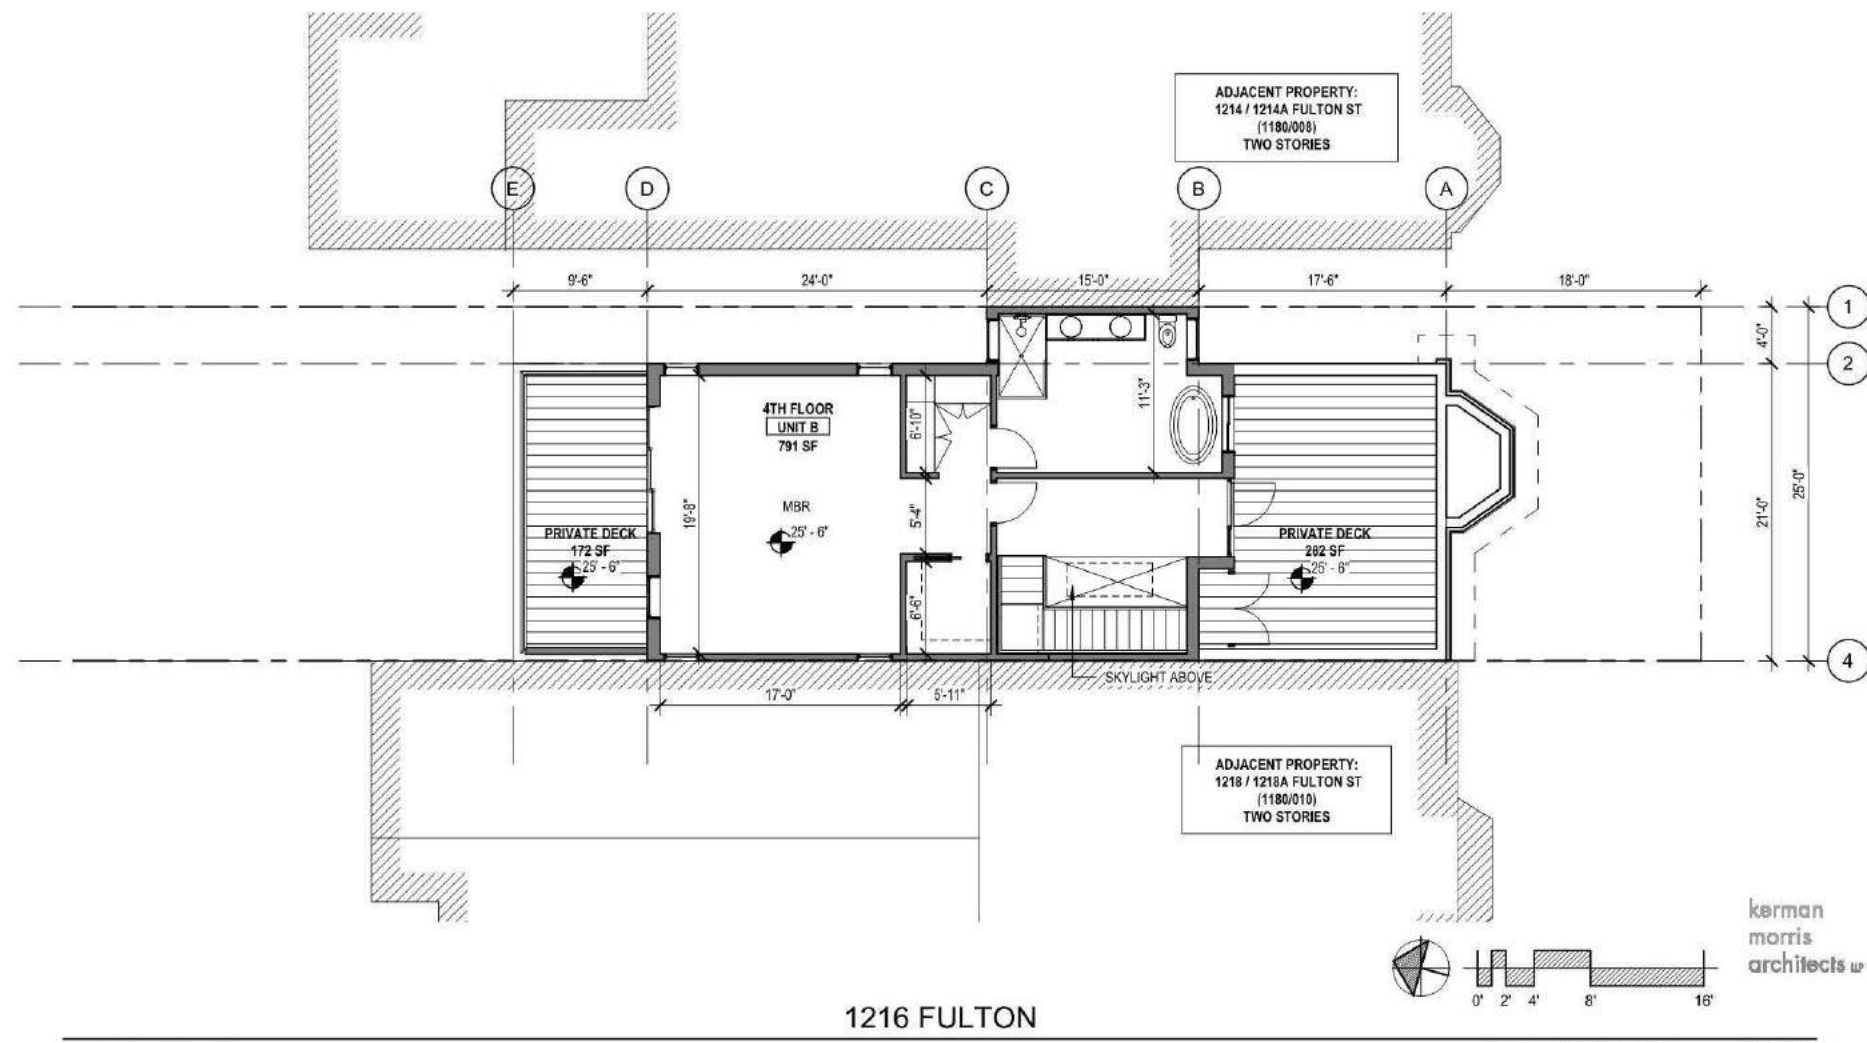 ADJACENT PROPERTY:
1214 / 1214A FULTON ST
(1180/008)
TWO STORIES
E
D
C
B
A
9'-6"
24'-0"
15'-0"
17'-6"
18'-0"
1
4'-0"
2
25'-0"
21'-0"
4
11'-3"
4TH FLOOR
UNIT B
791 SF
6'-10"
19'-8"
MBR
25' - 6"
5'-4"
PRIVATE DECK
172 SF
25' - 6"
PRIVATE DECK
282 SF
25' - 6"
6'-6"
SKYLIGHT ABOVE
17'-0"
5'-11"
ADJACENT PROPERTY:
1218 / 1218A FULTON ST
(1180/010)
TWO STORIES
kerman
morris
architects LLP
0' 2' 4' 8' 16'
1216 FULTON